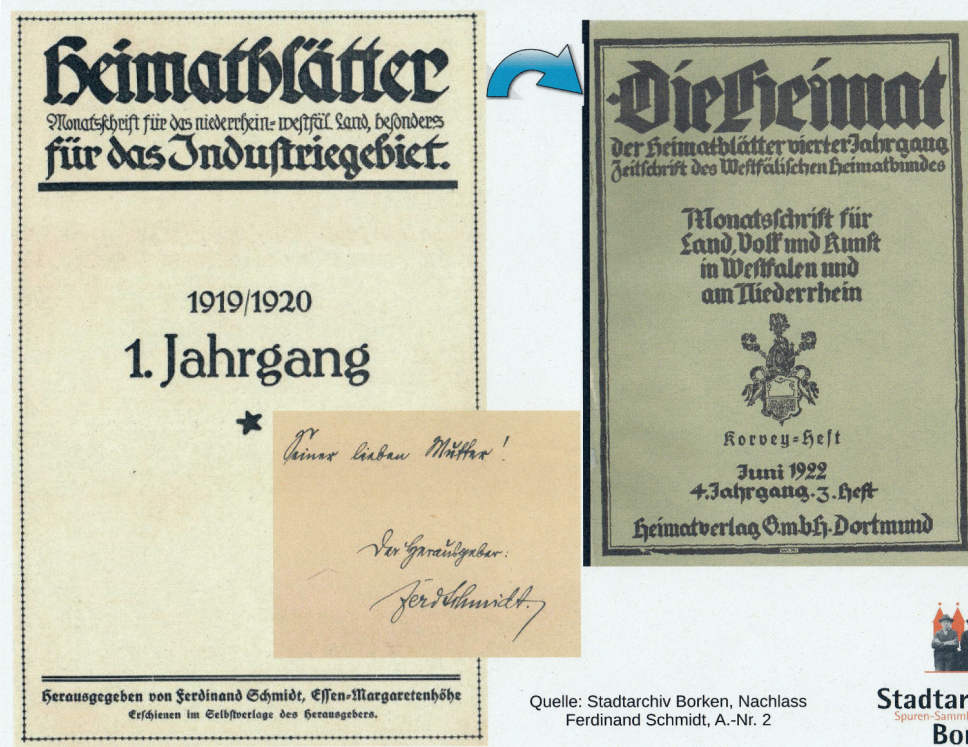 Heimatblätter
Monatsschrift für das niederrhein-westfäl. Land, besonders
für das Industriegebiet.
1919/1920
1. Jahrgang
Seiner lieben Mutter!
Der Herausgeber:
Ferd Schmidt.
Herausgegeben von Ferdinand Schmidt, Essen-Margaretenhöhe
Erschienen im Selbstverlage des Herausgebers.
Die Heimat
der Heimatblätter vierter Jahrgang
Zeitschrift des Westfälischen Heimatbundes
Monatsschrift für
Land, Volk und Kunst
in Westfalen und
am Niederrhein
Korvey=Heft
Juni 1922
4. Jahrgang. 3. Heft
Heimatverlag G.m.b.H. Dortmund
Quelle: Stadtarchiv Borken, Nachlass
Ferdinand Schmidt, A.-Nr. 2
Stadtar
Spuren-Samml
Bor